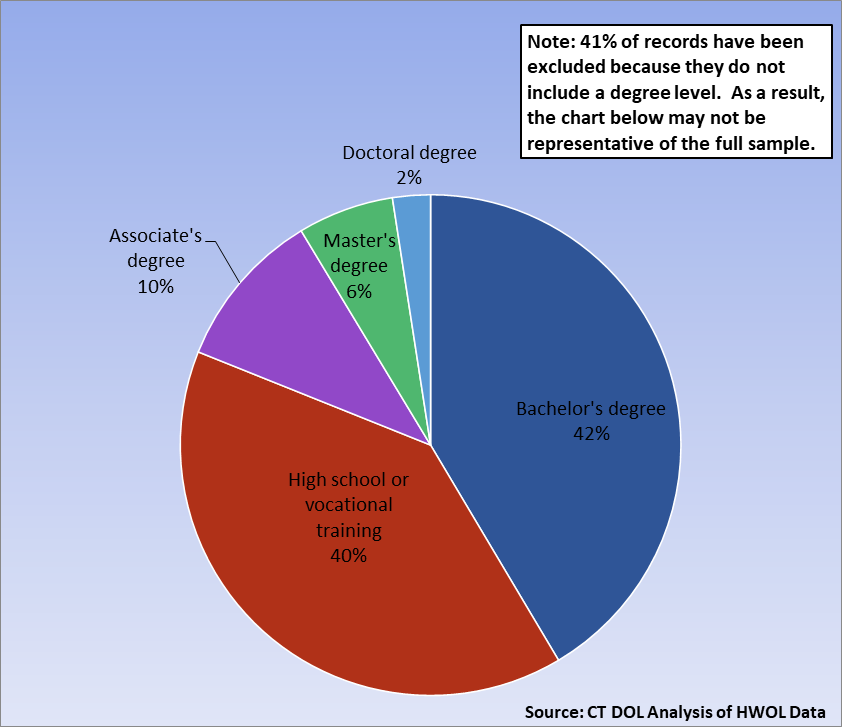 Note: 41% of records have been
excluded because they do not
include a degree level.  As a result,
the chart below may not be
representative of the full sample.
Doctoral degree
2%
Associate's
degree
10%
Master's
degree
6%
Bachelor's degree
42%
High school or
vocational
training
40%
Source: CT DOL Analysis of HWOL Data